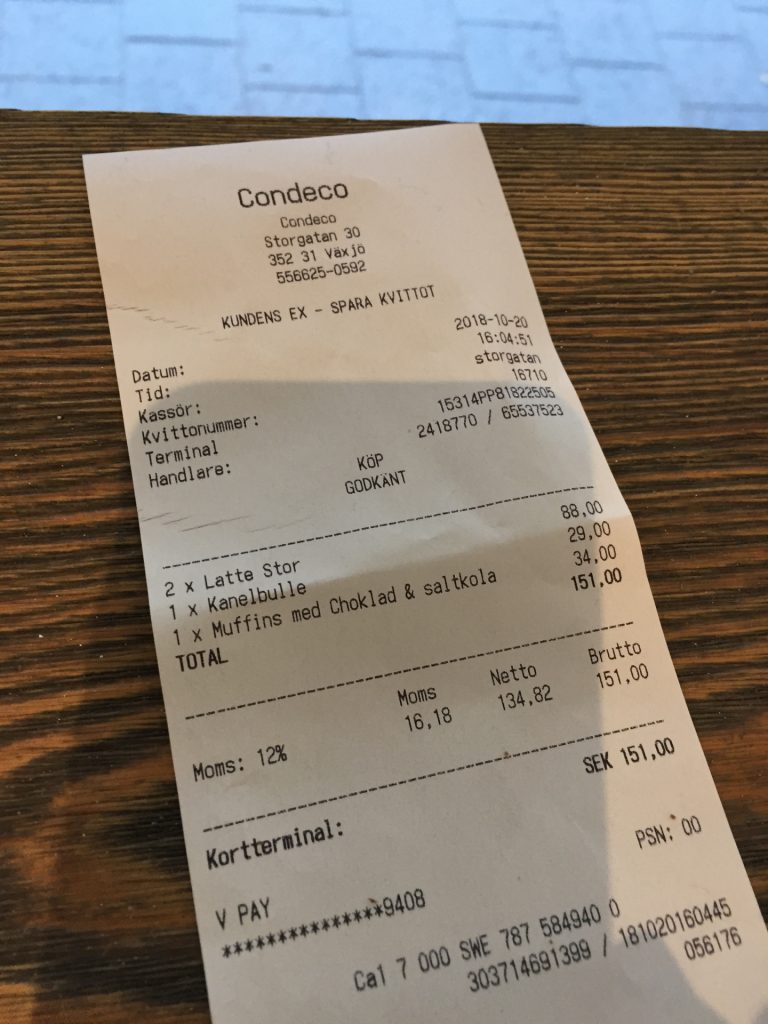 Condeco
Condeco
Storgatan 30
352 31 Växjö
556625-0592
KUNDENS EX - SPARA KVITTOT
Datum: 2018-10-20
Tid: 16:04:51
Kassör: storgatan
Kvittonummer: 16710
Terminal 15314PP81822505
Handlare: 2418770 / 65537523
KÖP
GODKÄNT
2 x Latte Stor 88,00
1 x Kanelbulle 29,00
1 x Muffins med Choklad & saltkola 34,00
TOTAL 151,00
Moms Netto Brutto
Moms: 12% 16,18 134,82 151,00
Kortterminal: SEK 151,00
V PAY PSN: 00
***************9408
Ca1 7 000 SWE 787 584940 0
303714691399 / 181020160445
056176